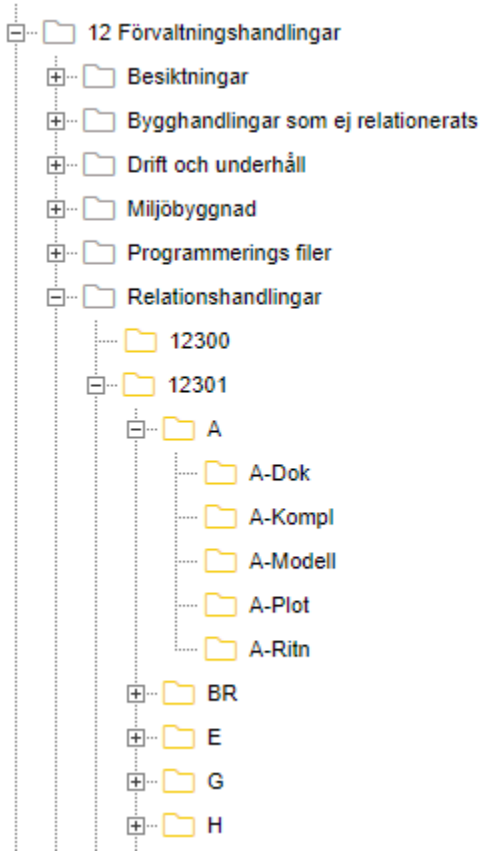 12 Förvaltningshandlingar
Besiktningar
Bygghandlingar som ej relationerats
Drift och underhåll
Miljöbyggnad
Programmerings filer
Relationshandlingar
12300
12301
A
A-Dok
A-Kompl
A-Modell
A-Plot
A-Ritn
BR
E
G
H